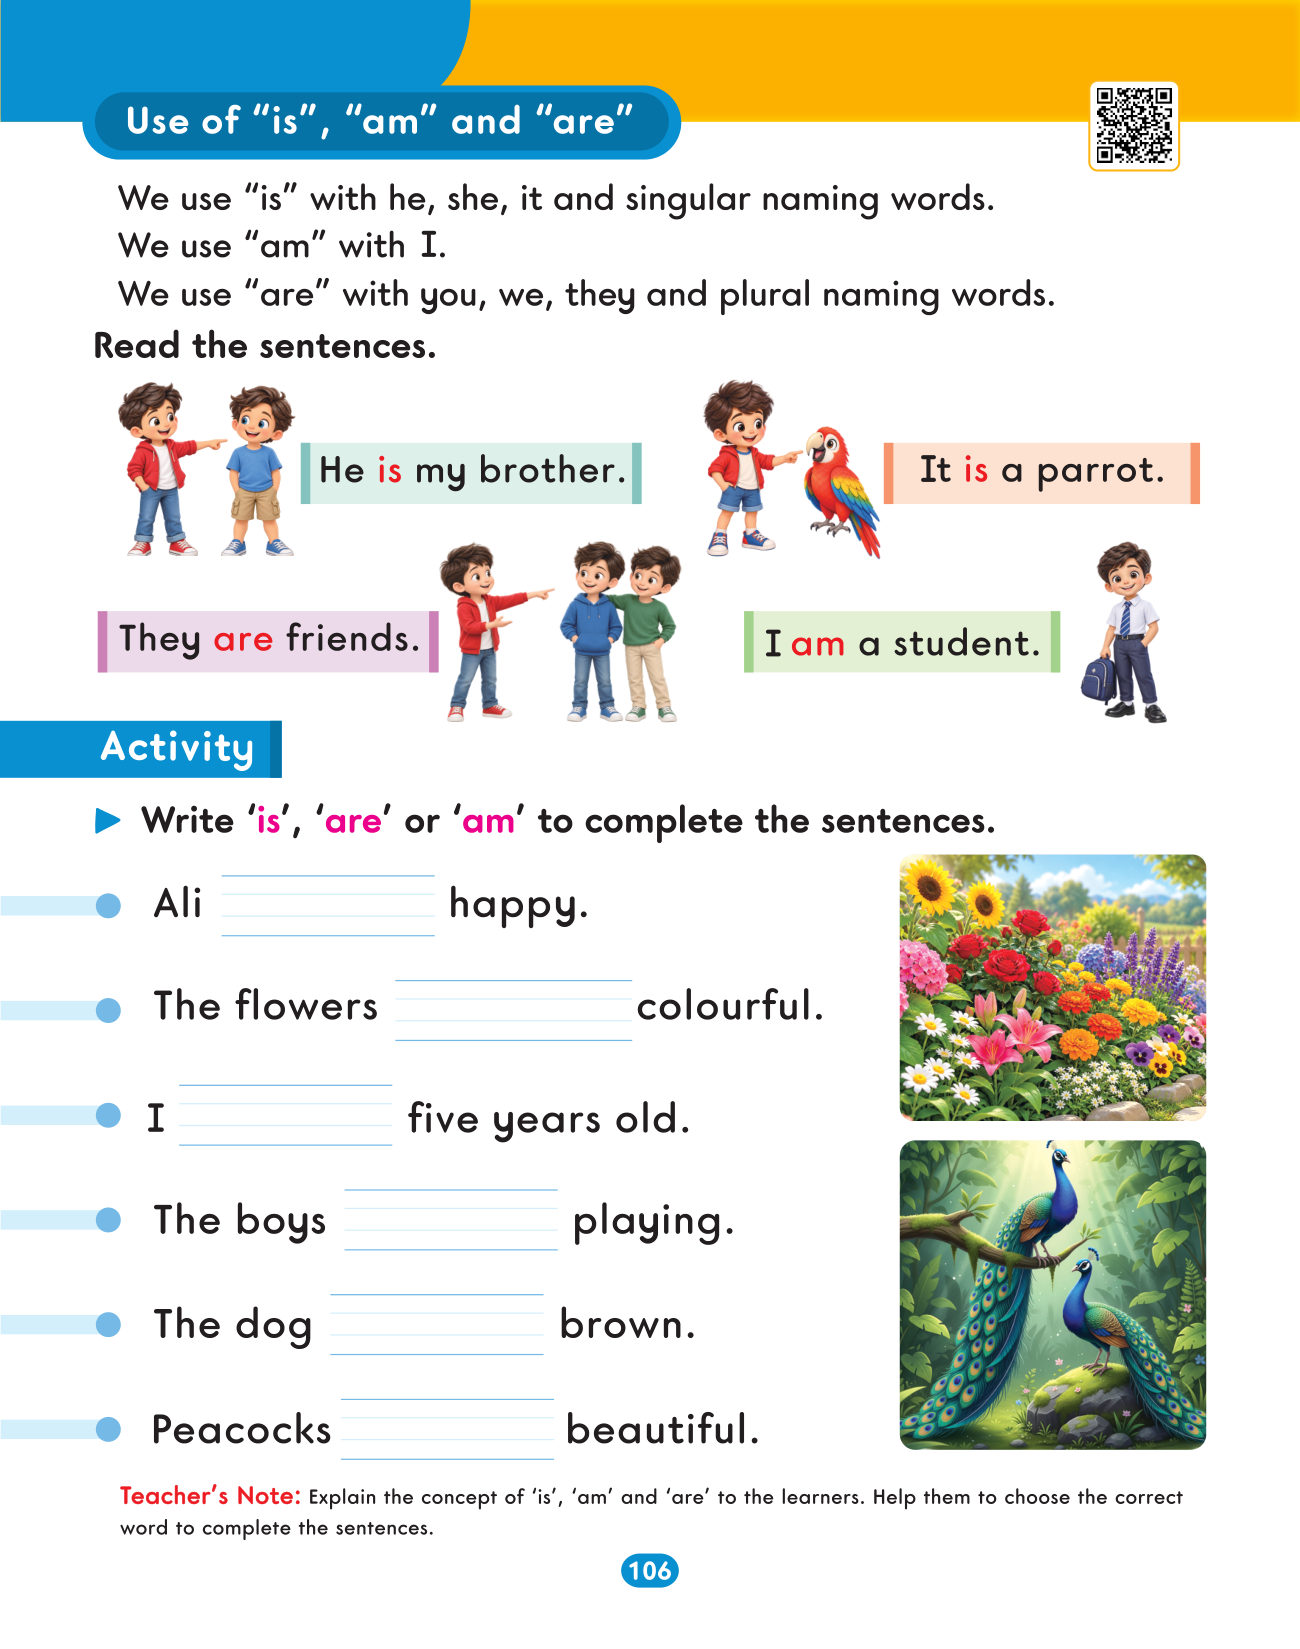 Use of “is”, “am” and “are”
We use “is” with he, she, it and singular naming words.
We use “am” with I.
We use “are” with you, we, they and plural naming words.
Read the sentences.
He is my brother.
It is a parrot.
They are friends.
I am a student.
Activity
Write ‘is’, ‘are’ or ‘am’ to complete the sentences.
Ali happy.
The flowers colourful.
I five years old.
The boys playing.
The dog brown.
Peacocks beautiful.
Teacher’s Note: Explain the concept of ‘is’, ‘am’ and ‘are’ to the learners. Help them to choose the correct
word to complete the sentences.
106